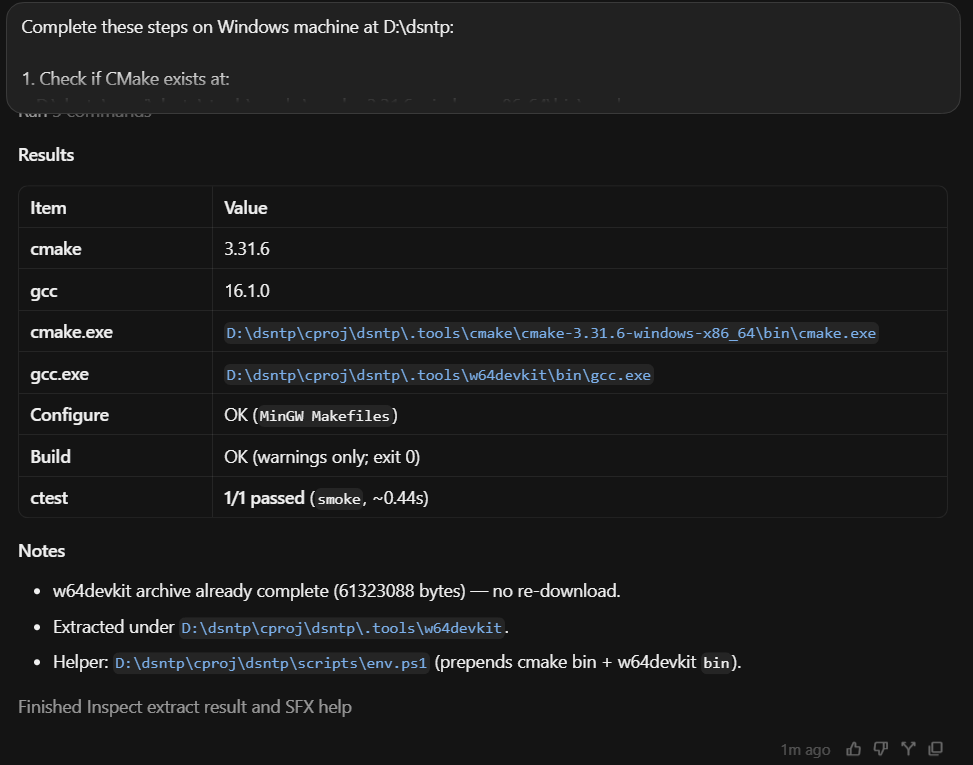 Complete these steps on Windows machine at D:\dsntp:
1. Check if CMake exists at:
Ran 5 commands
Results
Item Value
cmake 3.31.6
gcc 16.1.0
cmake.exe D:\dsntp\cproj\dsntp\.tools\cmake\cmake-3.31.6-windows-x86_64\bin\cmake.exe
gcc.exe D:\dsntp\cproj\dsntp\.tools\w64devkit\bin\gcc.exe
Configure OK (MinGW Makefiles)
Build OK (warnings only; exit 0)
ctest 1/1 passed (smoke, ~0.44s)
Notes
• w64devkit archive already complete (61323088 bytes) — no re-download.
• Extracted under D:\dsntp\cproj\dsntp\.tools\w64devkit.
• Helper: D:\dsntp\cproj\dsntp\scripts\env.ps1 (prepends cmake bin + w64devkit bin).
Finished Inspect extract result and SFX help
1m ago